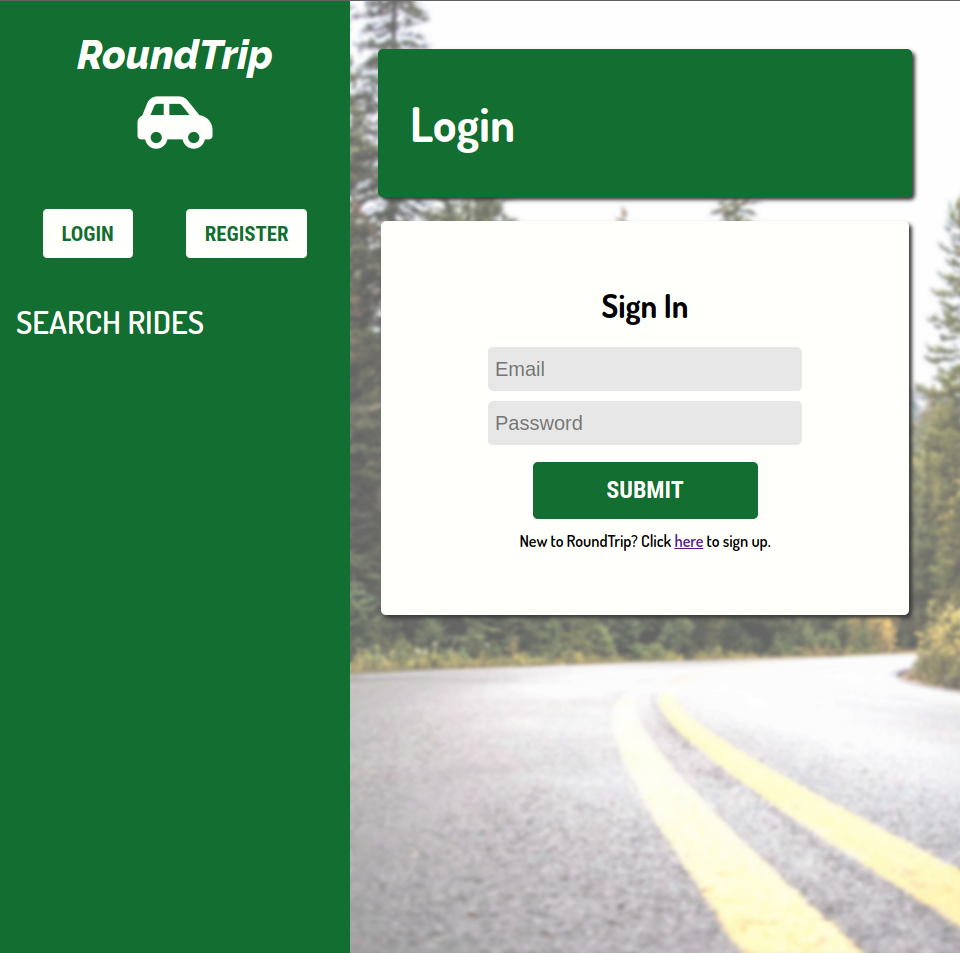 RoundTrip
LOGIN
REGISTER
SEARCH RIDES
Login
Sign In
Email
Password
SUBMIT
New to RoundTrip? Click here to sign up.